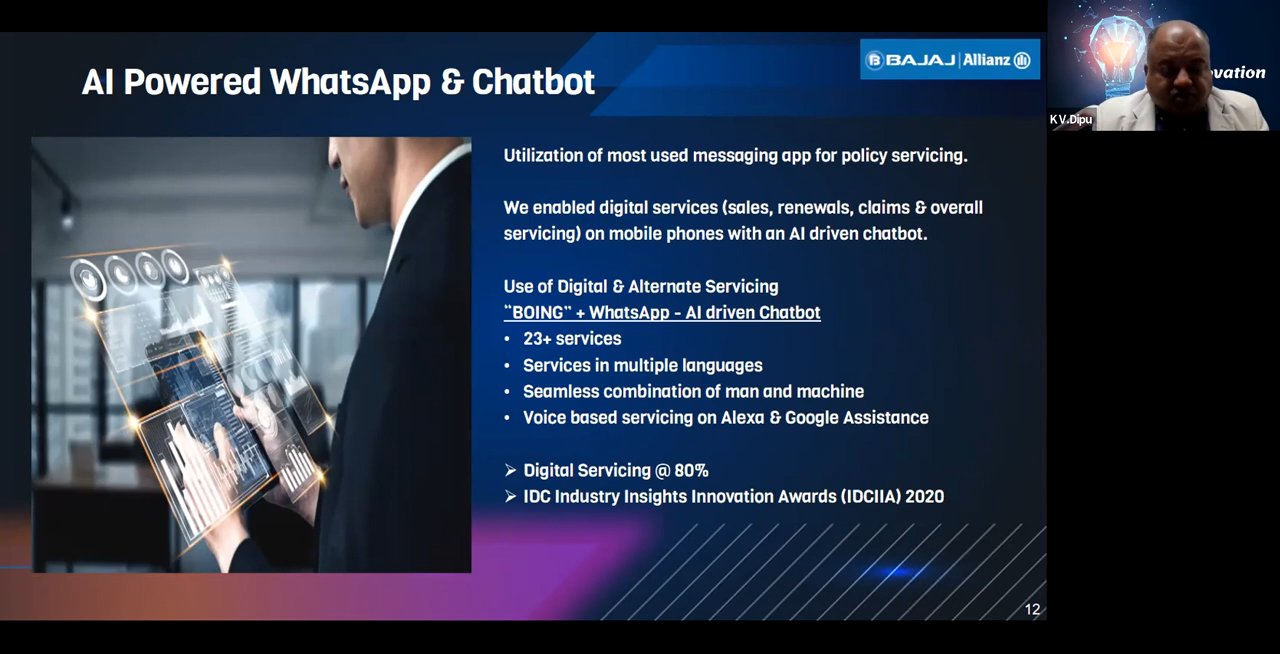 AI Powered WhatsApp & Chatbot
BAJAJ | Allianz
vation
K V.Dipu
Utilization of most used messaging app for policy servicing.
We enabled digital services (sales, renewals, claims & overall
servicing) on mobile phones with an AI driven chatbot.
Use of Digital & Alternate Servicing
“BOING” + WhatsApp - AI driven Chatbot
• 23+ services
• Services in multiple languages
• Seamless combination of man and machine
• Voice based servicing on Alexa & Google Assistance
➢ Digital Servicing @ 80%
➢ IDC Industry Insights Innovation Awards (IDCIIA) 2020
12